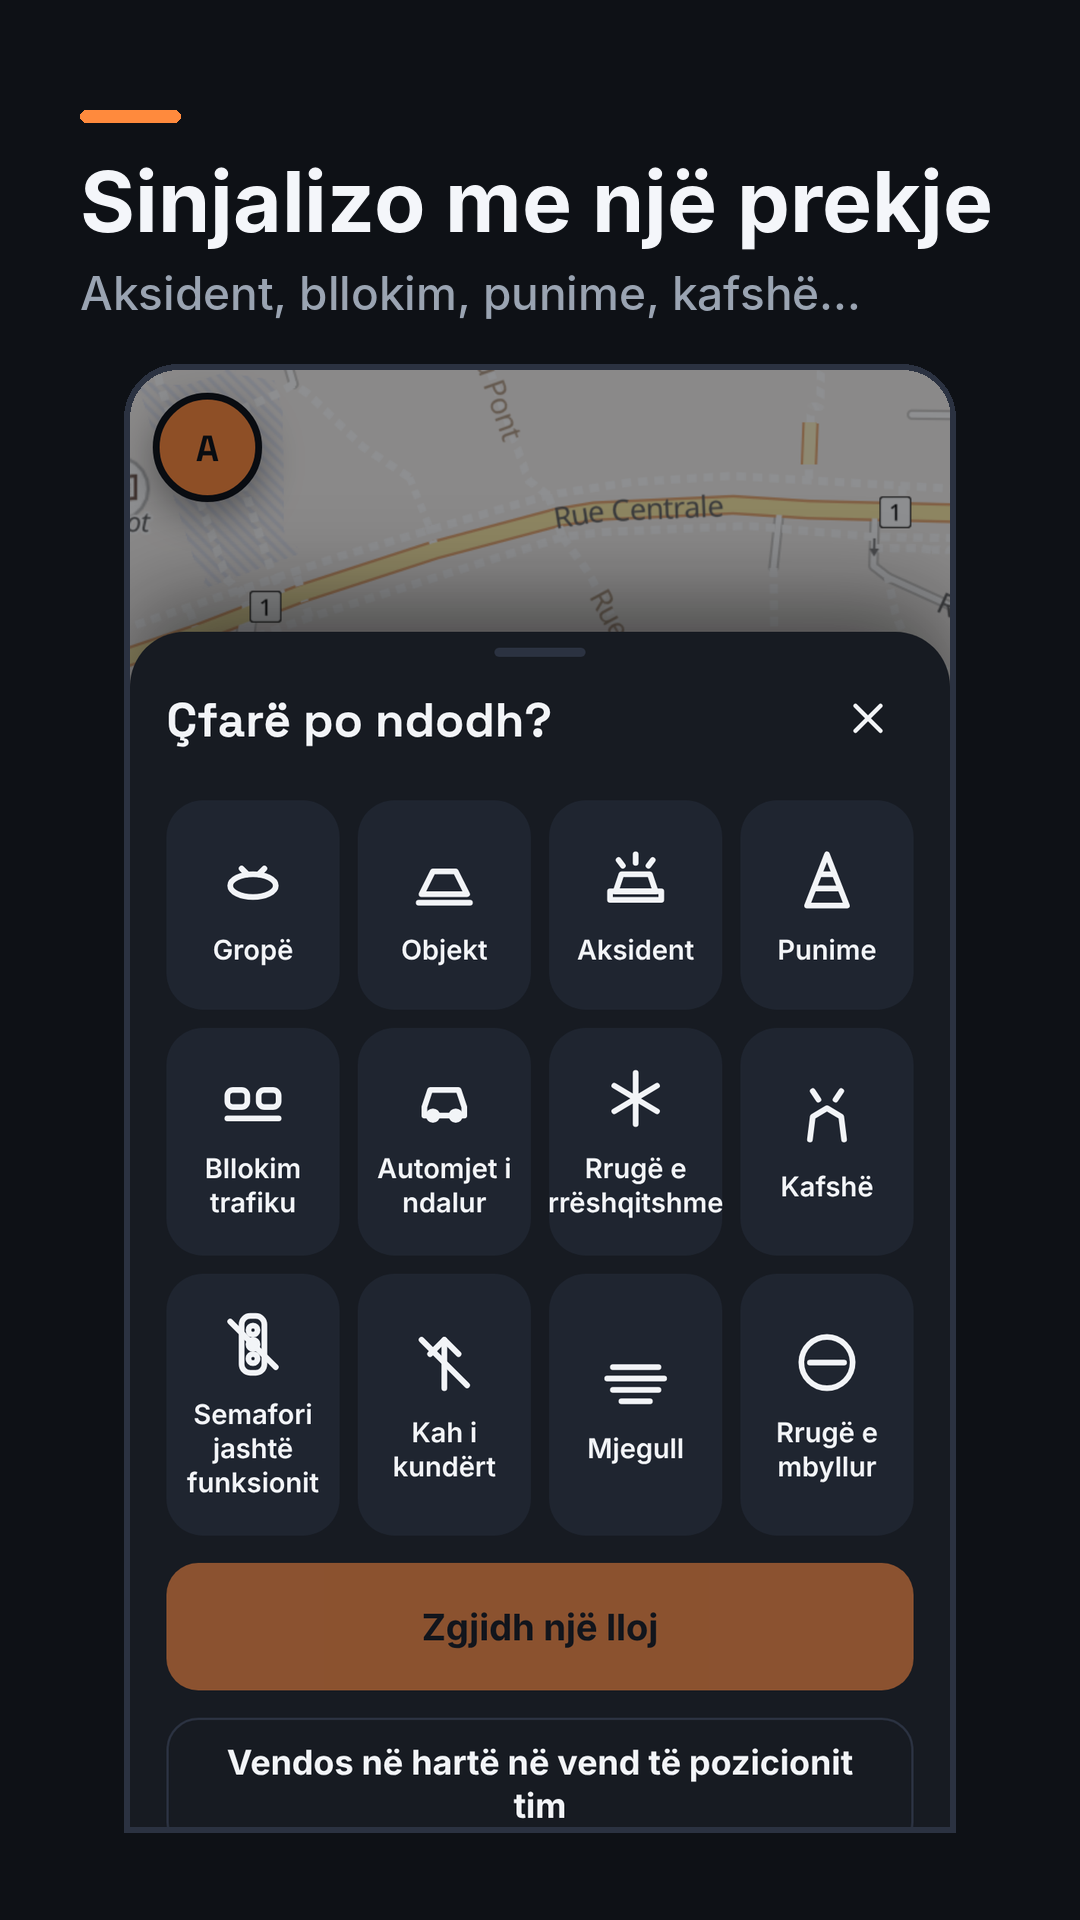 Sinjalizo me një prekje
Aksident, bllokim, punime, kafshë...
A
Pont
ot
Rue Centrale
1
1
Rue
R
Çfarë po ndodh?
Gropë
Objekt
Aksident
Punime
Bllokim
trafiku
Automjet i
ndalur
Rrugë e
rrëshqitshme
Kafshë
Semafori
jashtë
funksionit
Kah i
kundërt
Mjegull
Rrugë e
mbyllur
Zgjidh një lloj
Vendos në hartë në vend të pozicionit
tim